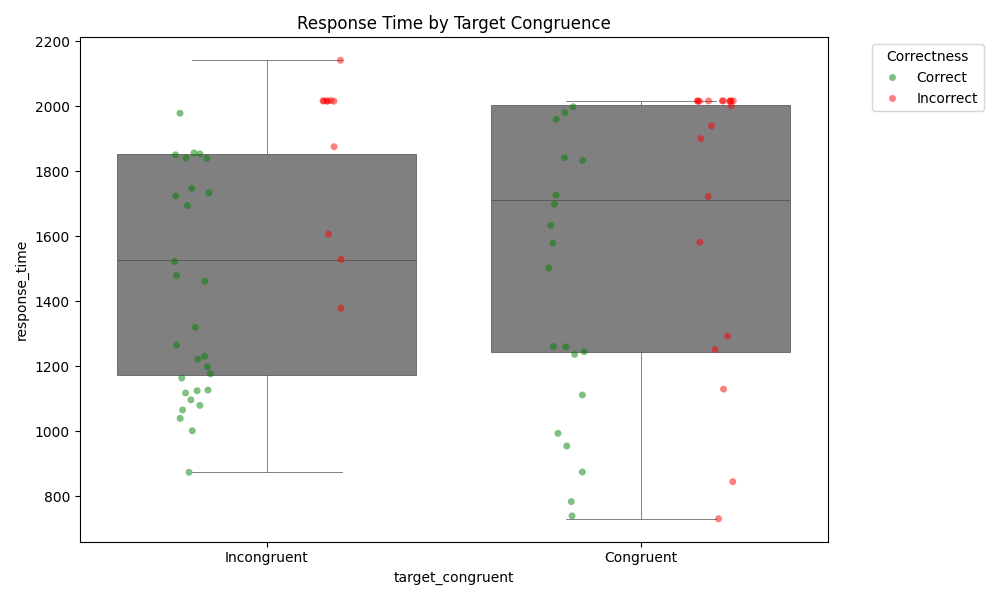 Response Time by Target Congruence
Correctness
Correct
Incorrect
response_time
2200
2000
1800
1600
1400
1200
1000
800
Incongruent
Congruent
target_congruent